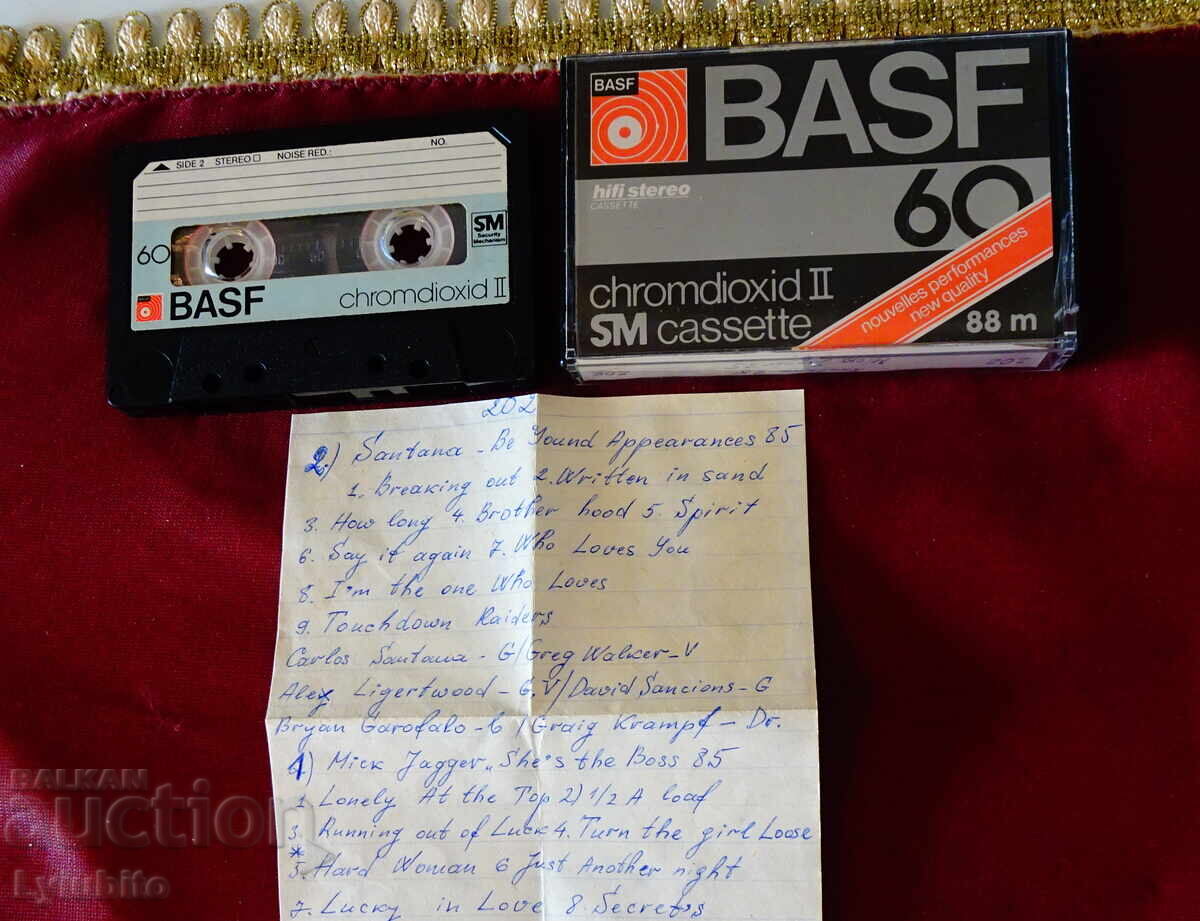 SIDE 2 STEREO NOISE RED.: NO.
60
SM
Security
Mechanism
BASF chromdioxid II
BASF
BASF
hifi stereo
CASSETTE
60
nouvelles performances
new quality
chromdioxid II
SM cassette
88 m
202
202
2.) Santana - Be Yound Appearances 85
1. Breaking out 2. Written in sand
3. How long 4. Brother hood 5. Spirit
6. Say it again 7. Who Loves You
8. I'm the one Who Loves
9. Touchdown Raiders
Carlos Santana - G/Greg Walker - V
Alex Ligertwood - G.V/David Sancions - G
Bryan Garofalo - b/Graig Krampf - Dr.
1) Mick Jagger „She's the Boss 85
1 Lonely At the Top 2) 1/2 A loaf
3. Running out of Luck 4. Turn the girl Loose
* 5. Hard Woman 6 Just Another night
7. Lucky in Love 8. Secrets
BALKAN
auction
Lyulubito